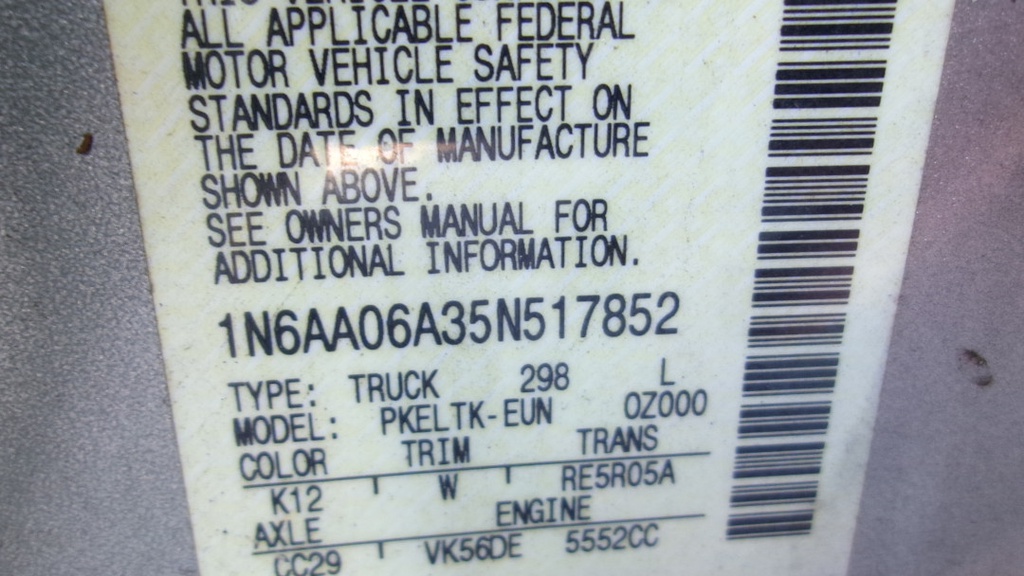 ALL APPLICABLE FEDERAL
MOTOR VEHICLE SAFETY
STANDARDS IN EFFECT ON
THE DATE OF MANUFACTURE
SHOWN ABOVE.
SEE OWNERS MANUAL FOR
ADDITIONAL INFORMATION.
1N6AA06A35N517852
TYPE: TRUCK 298 L
MODEL: PKELTK-EUN 0Z000
COLOR TRIM TRANS
K12 W RE5R05A
AXLE ENGINE
CC29 VK56DE 5552CC